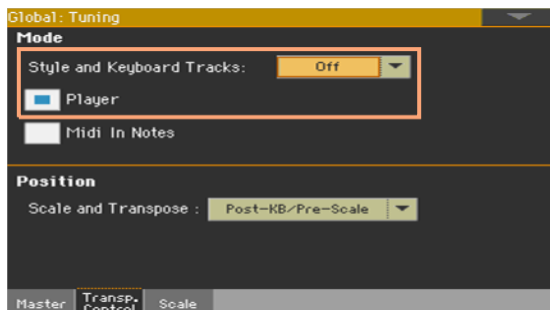 Global: Tuning
Mode
Style and Keyboard Tracks: Off
Player
Midi In Notes
Position
Scale and Transpose : Post-KB/Pre-Scale
Master Transp. Control Scale